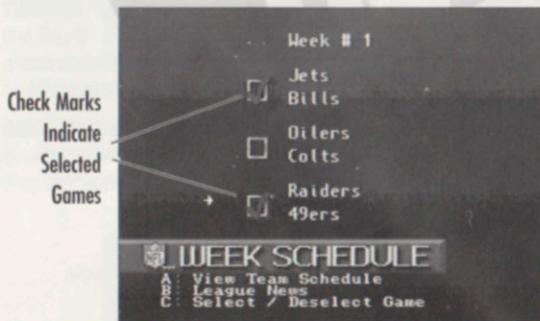 Week # 1
Jets
Bills
Check Marks
Indicate
Selected
Games
Oilers
Colts
Raiders
49ers
WEEK SCHEDULE
A: View Team Schedule
B: League News
C: Select / Deselect Game